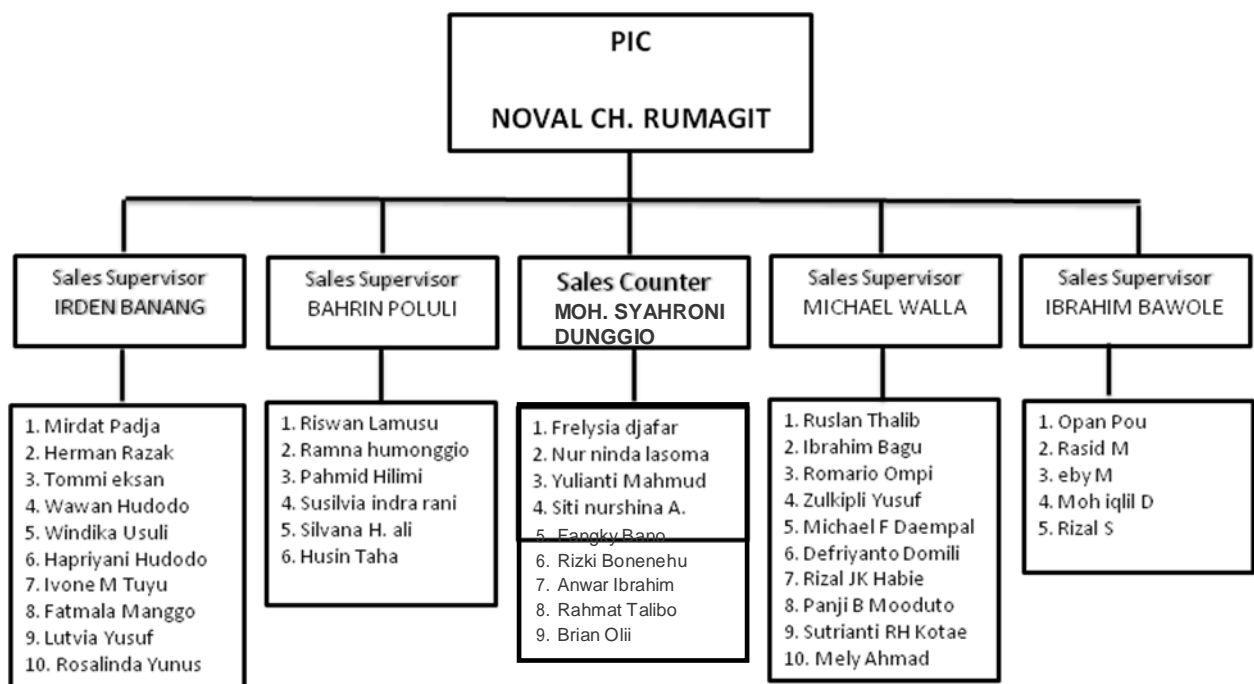 PIC
NOVAL CH. RUMAGIT
Sales Supervisor
IRDEN BANANG
Sales Supervisor
BAHRIN POLULI
Sales Counter
MOH. SYAHRONI
DUNGGIO
Sales Supervisor
MICHAEL WALLA
Sales Supervisor
IBRAHIM BAWOLE
1. Mirdat Padja
2. Herman Razak
3. Tommi eksan
4. Wawan Hudodo
5. Windika Usuli
6. Hapriyani Hudodo
7. Ivone M Tuyu
8. Fatmala Manggo
9. Lutvia Yusuf
10. Rosalinda Yunus
1. Riswan Lamusu
2. Ramna humonggio
3. Pahmid Hilimi
4. Susilvia indra rani
5. Silvana H. ali
6. Husin Taha
1. Frelysia djafar
2. Nur ninda lasoma
3. Yulianti Mahmud
4. Siti nurshina A.
5. Fangky Bano
6. Rizki Bonenehu
7. Anwar Ibrahim
8. Rahmat Talibo
9. Brian Olii
1. Ruslan Thalib
2. Ibrahim Bagu
3. Romario Ompi
4. Zulkipli Yusuf
5. Michael F Daempal
6. Defriyanto Domili
7. Rizal JK Habie
8. Panji B Mooduto
9. Sutrianti RH Kotae
10. Mely Ahmad
1. Opan Pou
2. Rasid M
3. eby M
4. Moh iqlil D
5. Rizal S